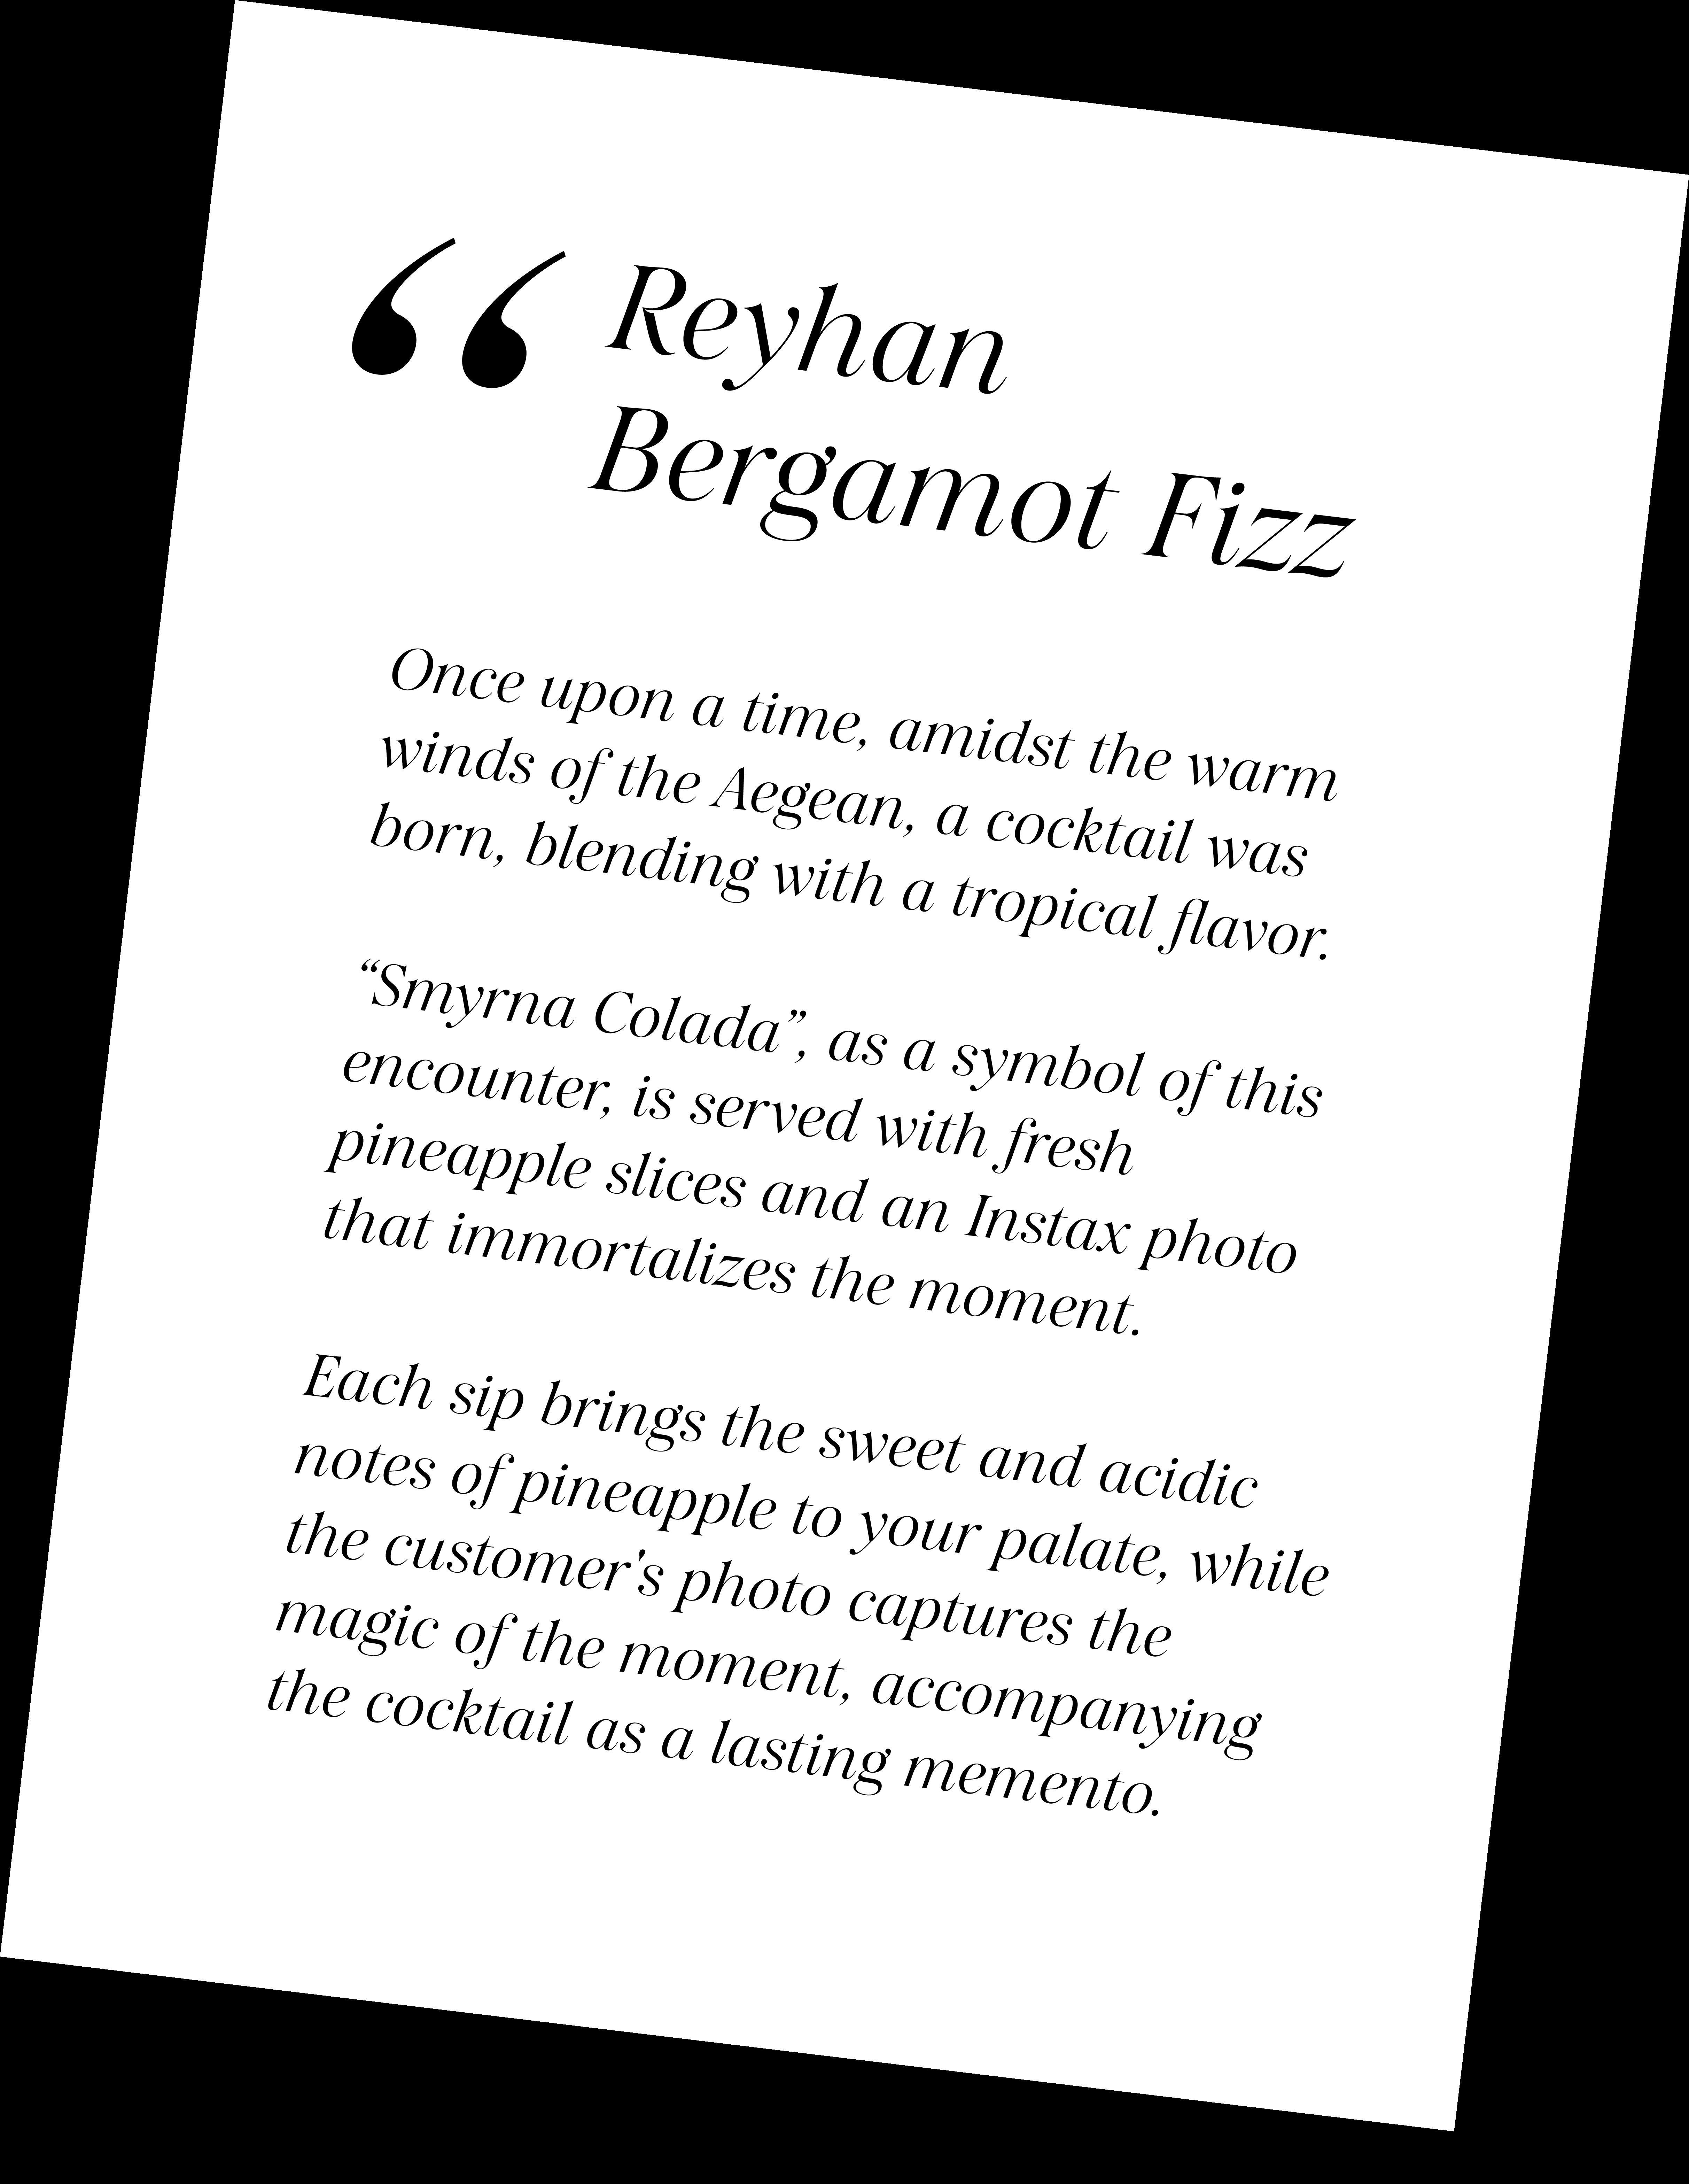 “ Reyhan
Bergamot Fizz
Once upon a time, amidst the warm
winds of the Aegean, a cocktail was
born, blending with a tropical flavor.
“Smyrna Colada”, as a symbol of this
encounter, is served with fresh
pineapple slices and an Instax photo
that immortalizes the moment.
Each sip brings the sweet and acidic
notes of pineapple to your palate, while
the customer's photo captures the
magic of the moment, accompanying
the cocktail as a lasting memento.